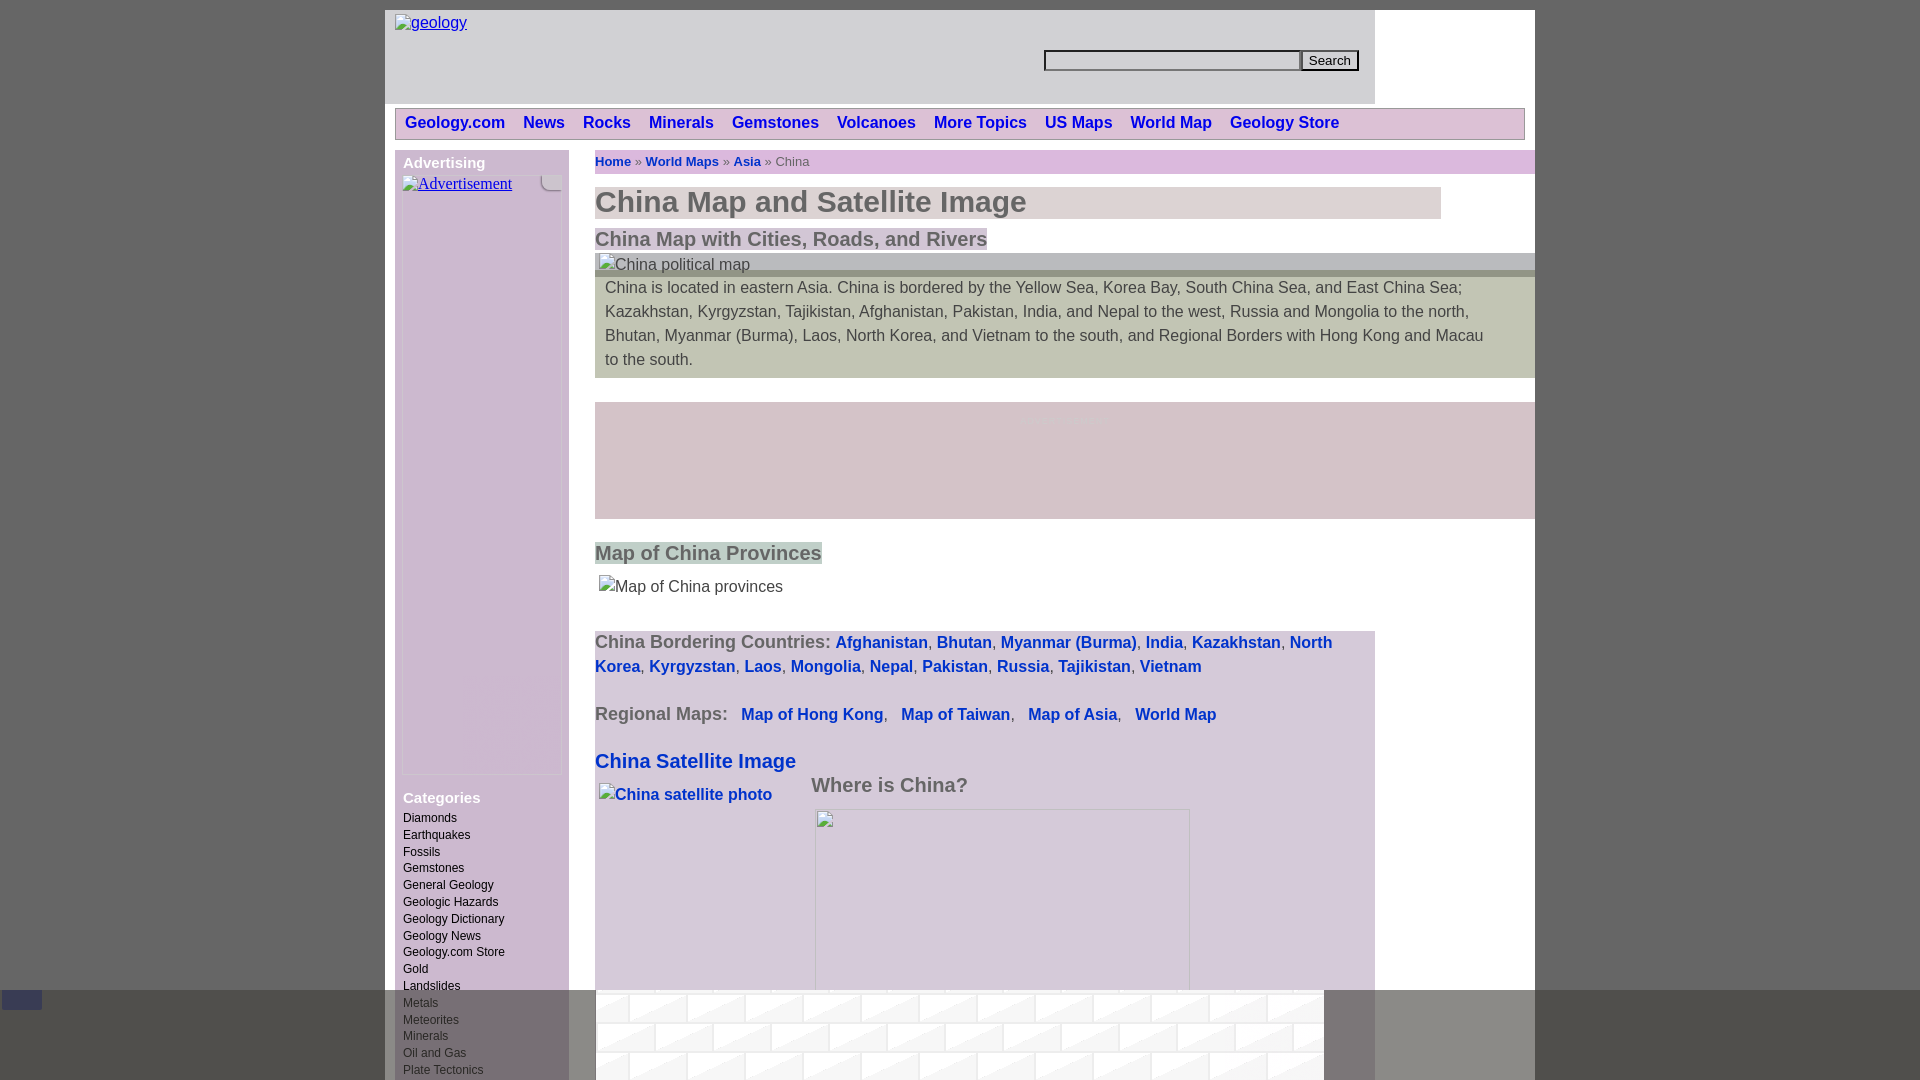 geology
Search
Geology.com News Rocks Minerals Gemstones Volcanoes More Topics US Maps World Map Geology Store
Advertising
Advertisement
Home » World Maps » Asia » China
China Map and Satellite Image
China Map with Cities, Roads, and Rivers
China political map
China is located in eastern Asia. China is bordered by the Yellow Sea, Korea Bay, South China Sea, and East China Sea;
Kazakhstan, Kyrgyzstan, Tajikistan, Afghanistan, Pakistan, India, and Nepal to the west, Russia and Mongolia to the north,
Bhutan, Myanmar (Burma), Laos, North Korea, and Vietnam to the south, and Regional Borders with Hong Kong and Macau
to the south.
Map of China Provinces
Map of China provinces
China Bordering Countries: Afghanistan, Bhutan, Myanmar (Burma), India, Kazakhstan, North
Korea, Kyrgyzstan, Laos, Mongolia, Nepal, Pakistan, Russia, Tajikistan, Vietnam
Regional Maps: Map of Hong Kong, Map of Taiwan, Map of Asia, World Map
China Satellite Image
China satellite photo
Where is China?
Categories
Diamonds
Earthquakes
Fossils
Gemstones
General Geology
Geologic Hazards
Geology Dictionary
Geology News
Geology.com Store
Gold
Landslides
Metals
Meteorites
Minerals
Oil and Gas
Plate Tectonics